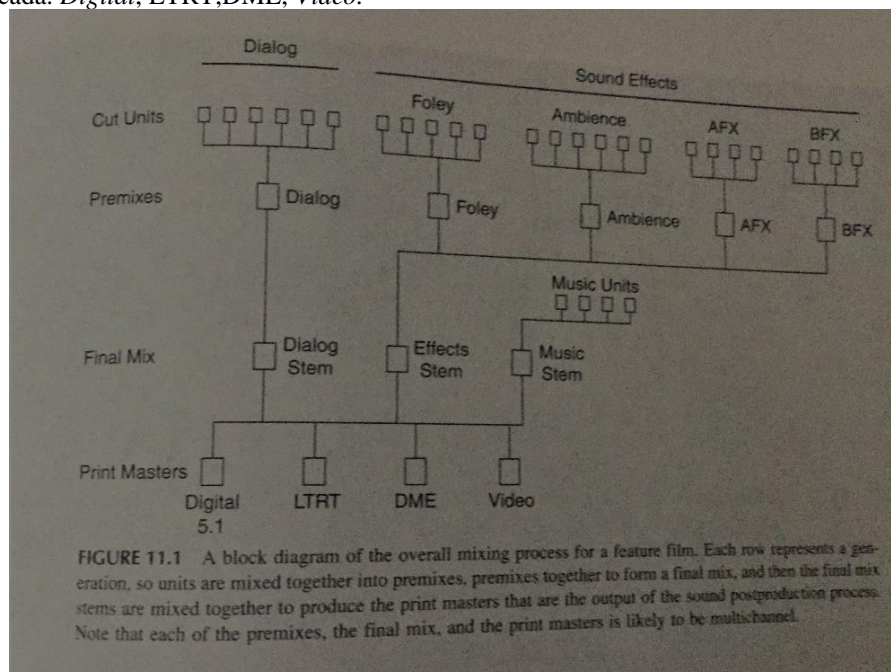 LTRT,DME, Video.
Dialog
Sound Effects
Cut Units
Foley
Ambience
AFX
BFX
Premixes
Dialog
Foley
Ambience
AFX
BFX
Music Units
Final Mix
Dialog
Stem
Effects
Stem
Music
Stem
Print Masters
Digital
5.1
LTRT
DME
Video
FIGURE 11.1 A block diagram of the overall mixing process for a feature film. Each row represents a gen-
eration, so units are mixed together into premixes, premixes together to form a final mix, and then the final mix
stems are mixed together to produce the print masters that are the output of the sound postproduction process.
Note that each of the premixes, the final mix, and the print masters is likely to be multichannel.